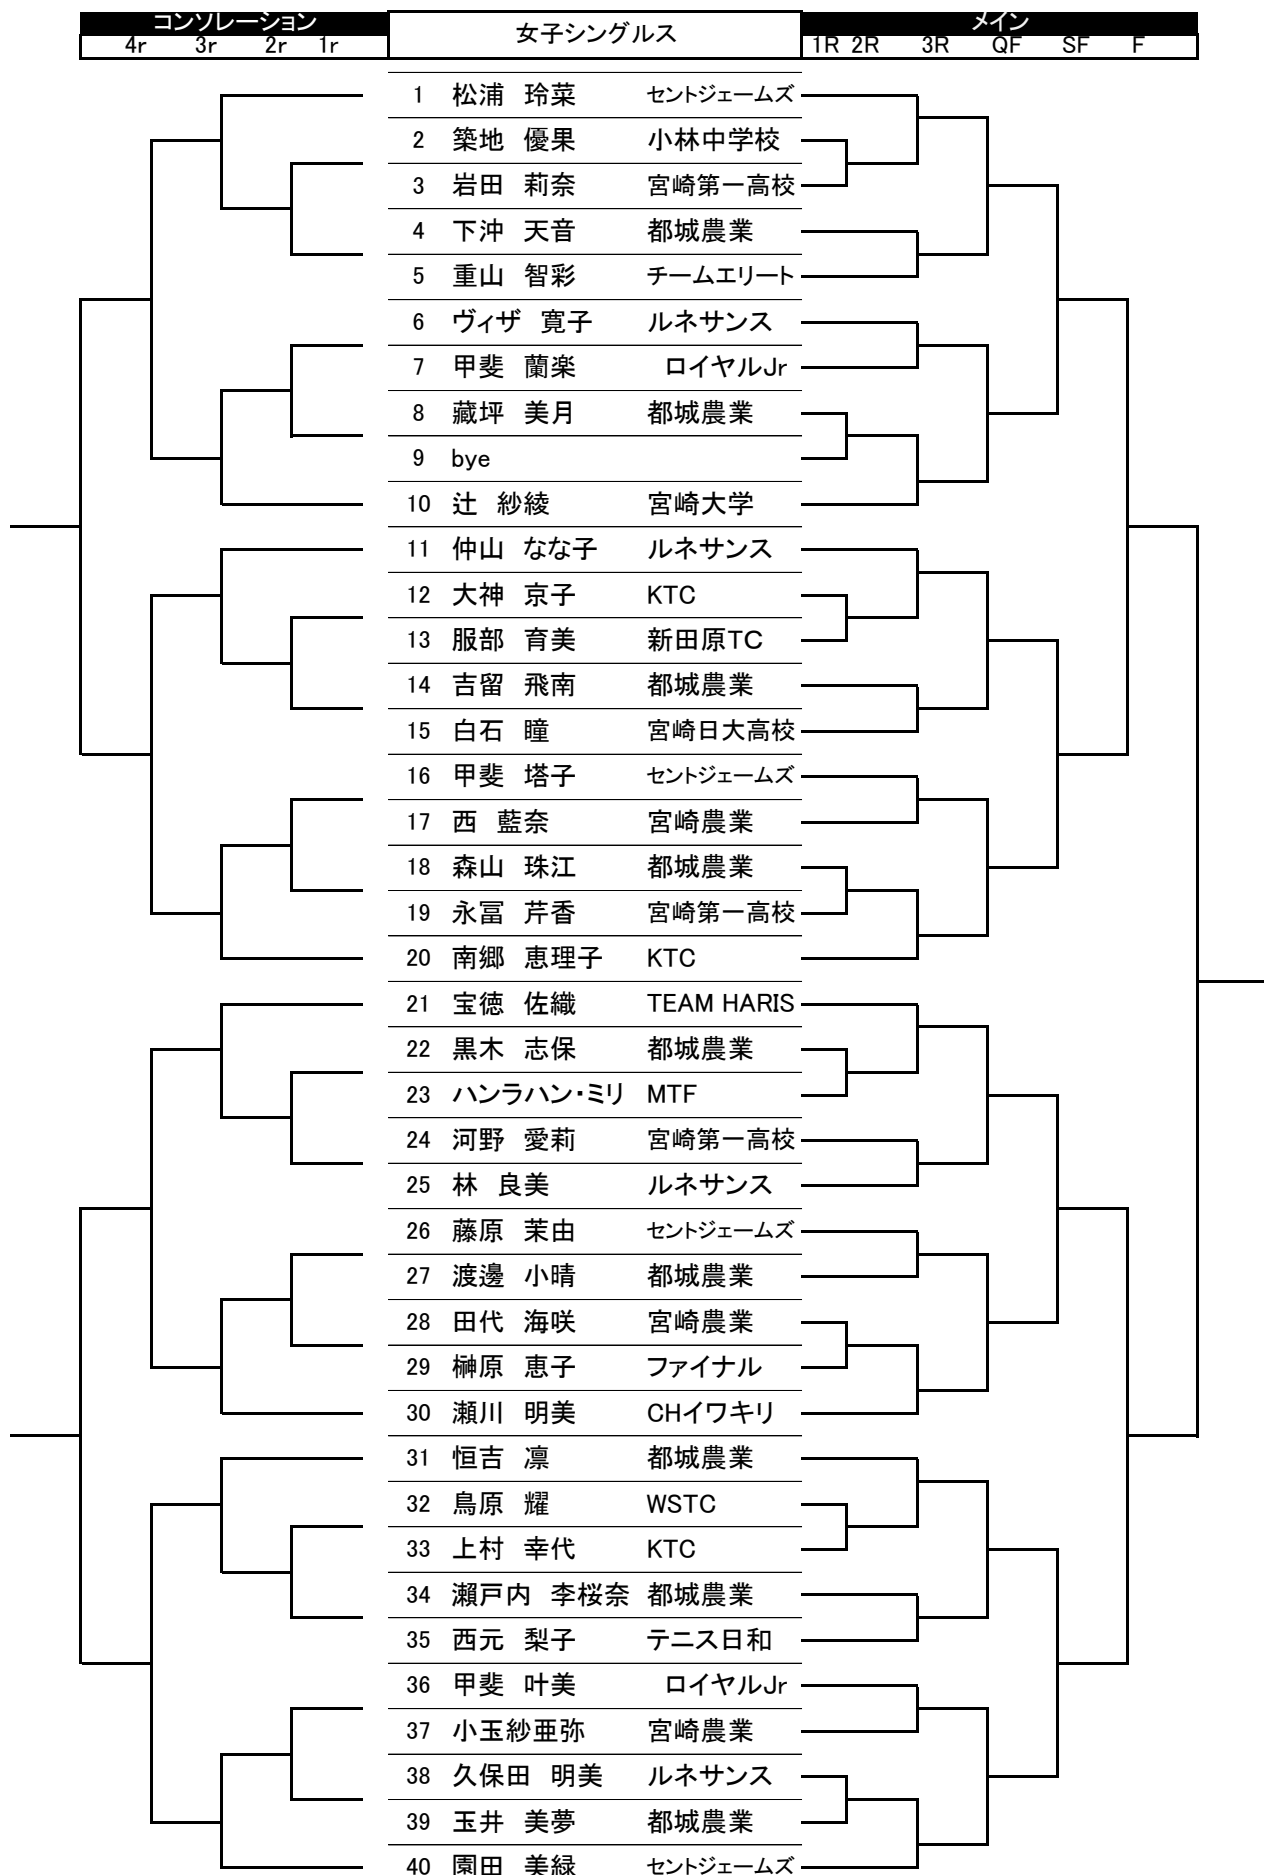 コンソレーション 女子シングルス メイン
4r 3r 2r 1r 1R 2R 3R QF SF F
1 松浦 玲菜 セントジェームズ
2 築地 優果 小林中学校
3 岩田 莉奈 宮崎第一高校
4 下沖 天音 都城農業
5 重山 智彩 チームエリート
6 ヴィザ 寛子 ルネサンス
7 甲斐 蘭楽 ロイヤルJr
8 藏坪 美月 都城農業
9 bye
10 辻 紗綾 宮崎大学
11 仲山 なな子 ルネサンス
12 大神 京子 KTC
13 服部 育美 新田原TC
14 吉留 飛南 都城農業
15 白石 瞳 宮崎日大高校
16 甲斐 塔子 セントジェームズ
17 西 藍奈 宮崎農業
18 森山 珠江 都城農業
19 永冨 芹香 宮崎第一高校
20 南郷 恵理子 KTC
21 宝徳 佐織 TEAM HARIS
22 黒木 志保 都城農業
23 ハンラハン・ミリ MTF
24 河野 愛莉 宮崎第一高校
25 林 良美 ルネサンス
26 藤原 茉由 セントジェームズ
27 渡邊 小晴 都城農業
28 田代 海咲 宮崎農業
29 榊原 恵子 ファイナル
30 瀬川 明美 CHイワキリ
31 恒吉 凛 都城農業
32 鳥原 耀 WSTC
33 上村 幸代 KTC
34 瀬戸内 李桜奈 都城農業
35 西元 梨子 テニス日和
36 甲斐 叶美 ロイヤルJr
37 小玉紗亜弥 宮崎農業
38 久保田 明美 ルネサンス
39 玉井 美夢 都城農業
40 園田 美緑 セントジェームズ